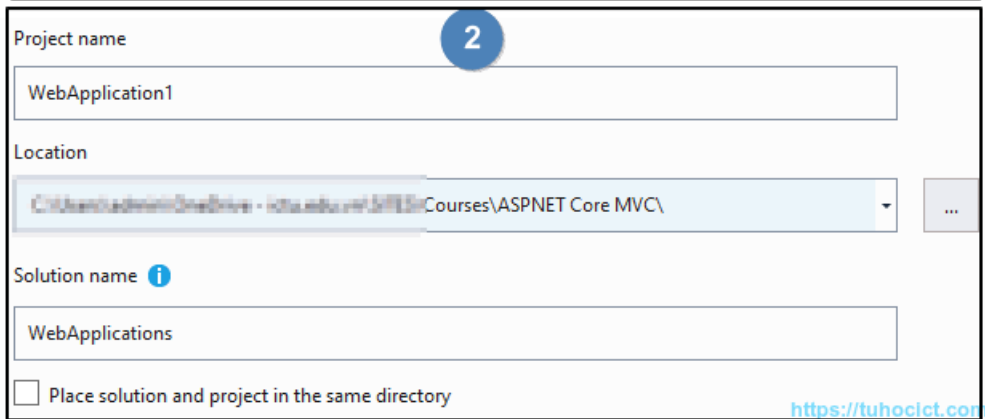 2
Project name
WebApplication1
Location
Courses\ASPNET Core MVC\
...
Solution name
WebApplications
Place solution and project in the same directory
https://tuhocict.com